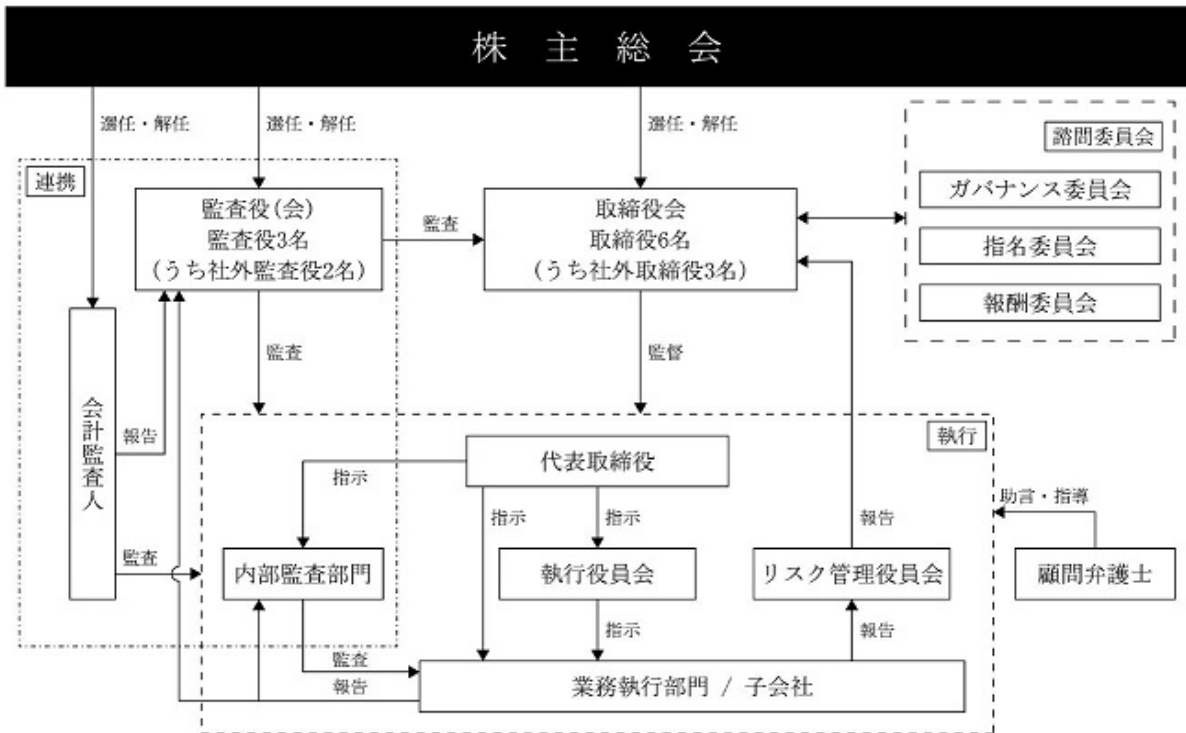 株主総会
選任・解任
選任・解任
選任・解任
諮問委員会
連携
監査役(会)
監査役3名
(うち社外監査役2名)
監査
取締役会
取締役6名
(うち社外取締役3名)
ガバナンス委員会
指名委員会
報酬委員会
監査
監督
会計監査人
報告
執行
代表取締役
指示
指示
指示
報告
助言・指導
監査
内部監査部門
執行役員会
リスク管理役員会
顧問弁護士
指示
報告
監査
報告
業務執行部門 / 子会社